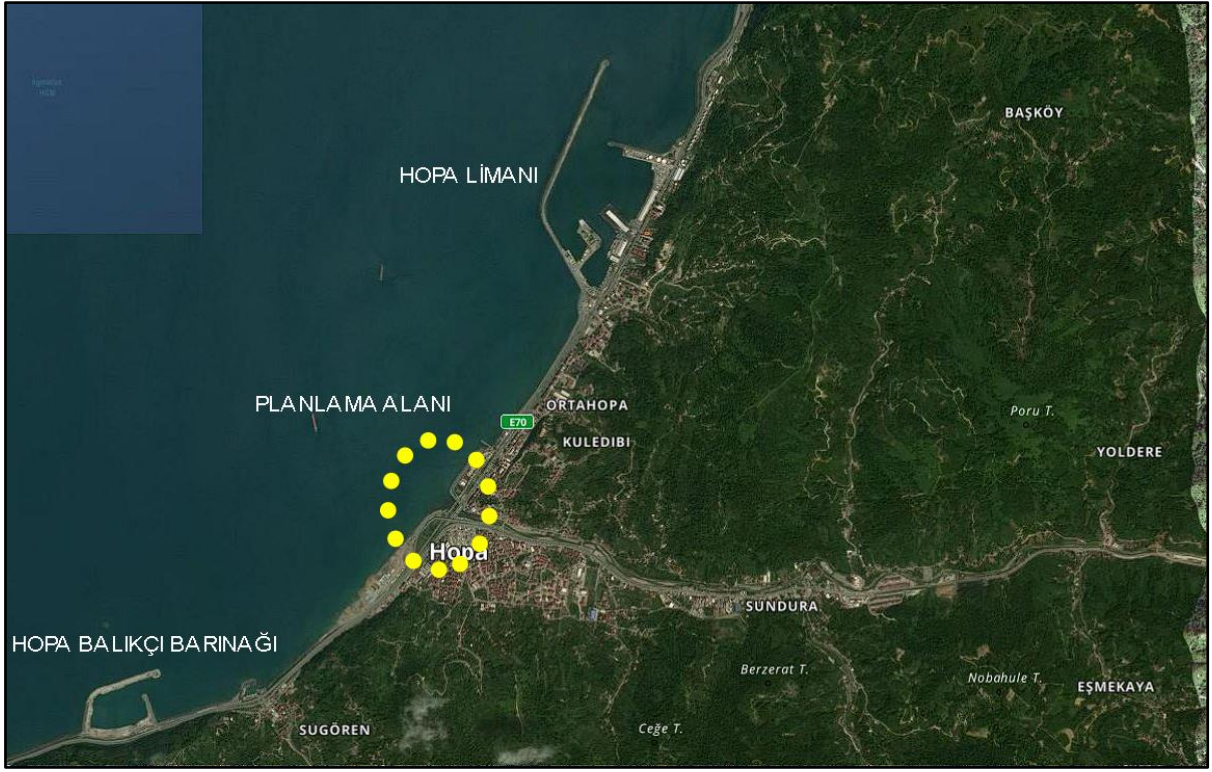 BAŞKÖY
HOPA LİMANI
PLANLAMA ALANI
ORTAHOPA
E70
Poru T.
KULEDIBI
YOLDERE
Hopa
SUNDURA
HOPA BALIKÇI BARINAĞI
Berzerat T.
Nobahule T.
EŞMEKAYA
SUGÖREN
Ceğe T.